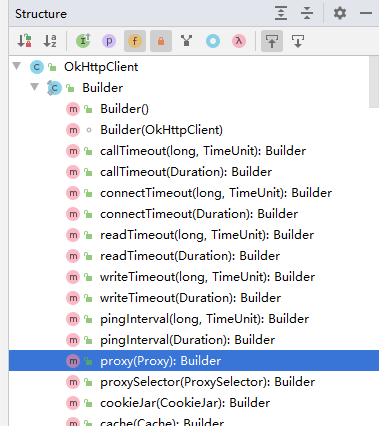 Structure
OkHttpClient
Builder
Builder()
Builder(OkHttpClient)
callTimeout(long, TimeUnit): Builder
callTimeout(Duration): Builder
connectTimeout(long, TimeUnit): Builder
connectTimeout(Duration): Builder
readTimeout(long, TimeUnit): Builder
readTimeout(Duration): Builder
writeTimeout(long, TimeUnit): Builder
writeTimeout(Duration): Builder
pingInterval(long, TimeUnit): Builder
pingInterval(Duration): Builder
proxy(Proxy): Builder
proxySelector(ProxySelector): Builder
cookieJar(CookieJar): Builder
cache(Cache): Builder